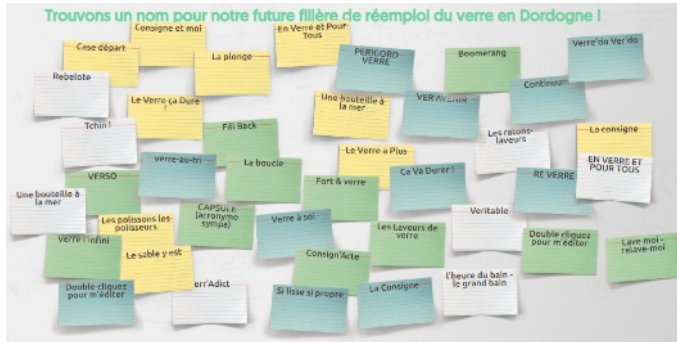 Trouvons un nom pour notre future filière de réemploi du verre en Dordogne !
Consigne et moi
En Verre et Pour
Tous
Case départ
La plonge
PERIGORD
VERRE
Boomerang
Verre'do Ver'do
Rebelote
Continuum
Le Verre ça Dure
!
Une bouteille à
la mer
VER'AVENIR
Tchin !
Fill Back
Les ratons-
laveurs
La consigne
verre-au-tri
La boucle
Le Verre a Plus
EN VERRE ET
POUR TOUS
VERSO
Fort & verre
Ca Va Durer !
RE VERRE
Une bouteille à
la mer
Les polissons les
polisseurs
CAPSULE
(acronyme
sympa)
Verre à soi
Veritable
Verre l'infini
Le sable y est
Les Laveurs de
verre
Double cliquez
pour m'éditer
Lave moi -
relave-moi
Consign'Acte
Double cliquez
pour m'éditer
err'Adict
Si lisse si propre
La Consigne
l'heure du bain -
le grand bain